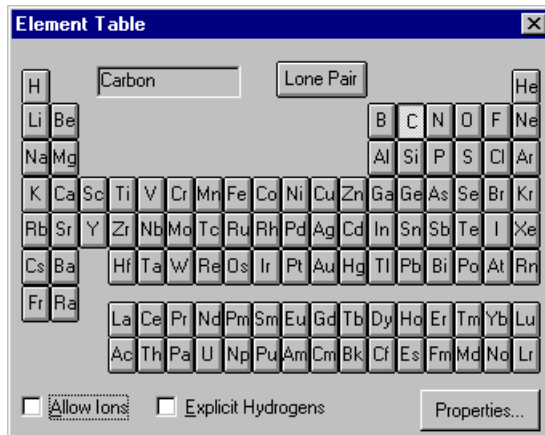 Element Table
Carbon Lone Pair
H He
Li Be B C N O F Ne
Na Mg Al Si P S Cl Ar
K Ca Sc Ti V Cr Mn Fe Co Ni Cu Zn Ga Ge As Se Br Kr
Rb Sr Y Zr Nb Mo Tc Ru Rh Pd Ag Cd In Sn Sb Te I Xe
Cs Ba Hf Ta W Re Os Ir Pt Au Hg Tl Pb Bi Po At Rn
Fr Ra
La Ce Pr Nd Pm Sm Eu Gd Tb Dy Ho Er Tm Yb Lu
Ac Th Pa U Np Pu Am Cm Bk Cf Es Fm Md No Lr
Allow Ions Explicit Hydrogens Properties...